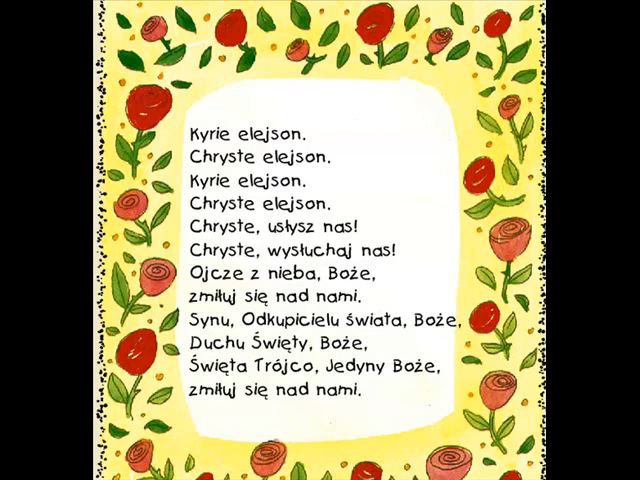 Kyrie elejson.
Chryste elejson.
Kyrie elejson.
Chryste elejson.
Chryste, usłysz nas!
Chryste, wysłuchaj nas!
Ojcze z nieba, Boże,
zmiłuj się nad nami.
Synu, Odkupicielu świata, Boże,
Duchu Święty, Boże,
Święta Trójco, Jedyny Boże,
zmiłuj się nad nami.